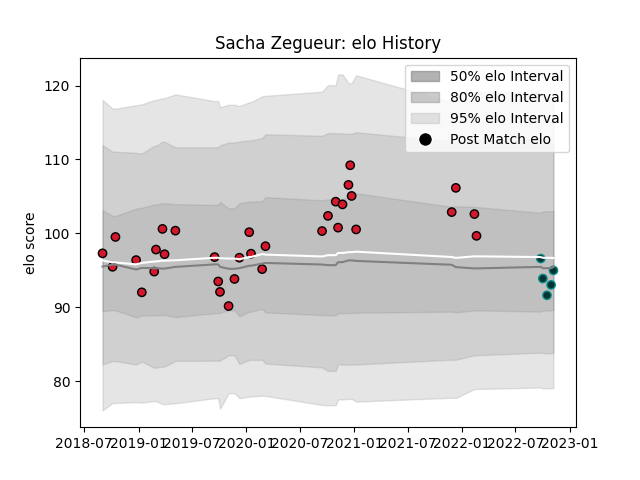 Sacha Zegueur: elo History
50% elo Interval
80% elo Interval
95% elo Interval
Post Match elo
elo score
120
110
100
90
80
2018-07 2019-01 2019-07 2020-01 2020-07 2021-01 2021-07 2022-01 2022-07 2023-01